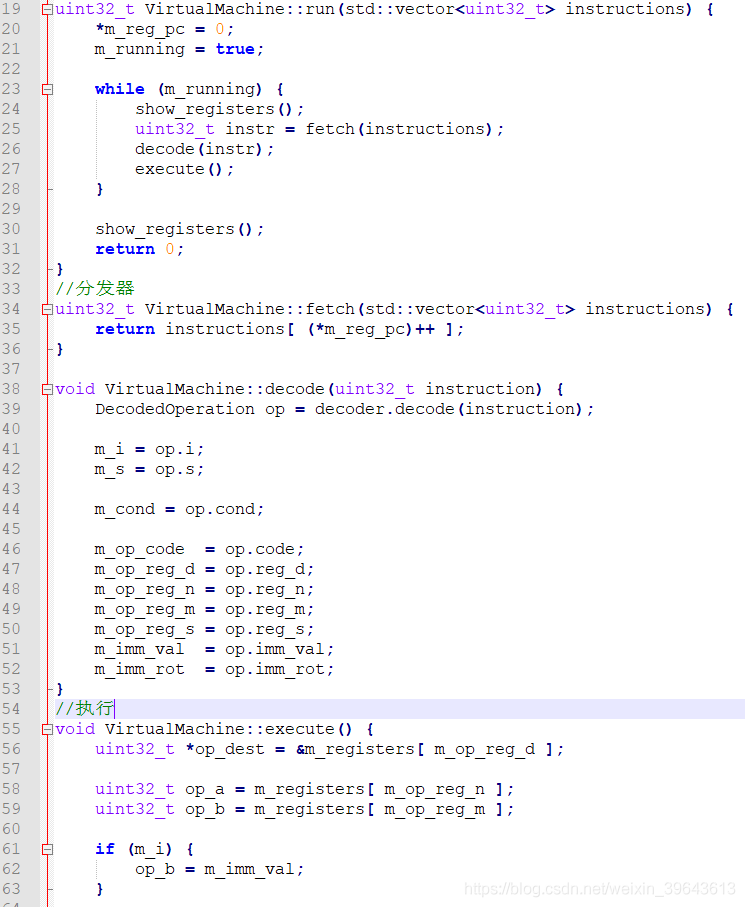 19 uint32_t VirtualMachine::run(std::vector<uint32_t> instructions) {
20     *m_reg_pc = 0;
21     m_running = true;
22
23     while (m_running) {
24         show_registers();
25         uint32_t instr = fetch(instructions);
26         decode(instr);
27         execute();
28     }
29
30     show_registers();
31     return 0;
32 }
33 //分发器
34 uint32_t VirtualMachine::fetch(std::vector<uint32_t> instructions) {
35     return instructions[ (*m_reg_pc)++ ];
36 }
37
38 void VirtualMachine::decode(uint32_t instruction) {
39     DecodedOperation op = decoder.decode(instruction);
40
41     m_i = op.i;
42     m_s = op.s;
43
44     m_cond = op.cond;
45
46     m_op_code  = op.code;
47     m_op_reg_d = op.reg_d;
48     m_op_reg_n = op.reg_n;
49     m_op_reg_m = op.reg_m;
50     m_op_reg_s = op.reg_s;
51     m_imm_val  = op.imm_val;
52     m_imm_rot  = op.imm_rot;
53 }
54 //执行
55 void VirtualMachine::execute() {
56     uint32_t *op_dest = &m_registers[ m_op_reg_d ];
57
58     uint32_t op_a = m_registers[ m_op_reg_n ];
59     uint32_t op_b = m_registers[ m_op_reg_m ];
60
61     if (m_i) {
62         op_b = m_imm_val;
63     }
https://blog.csdn.net/weixin_39643613